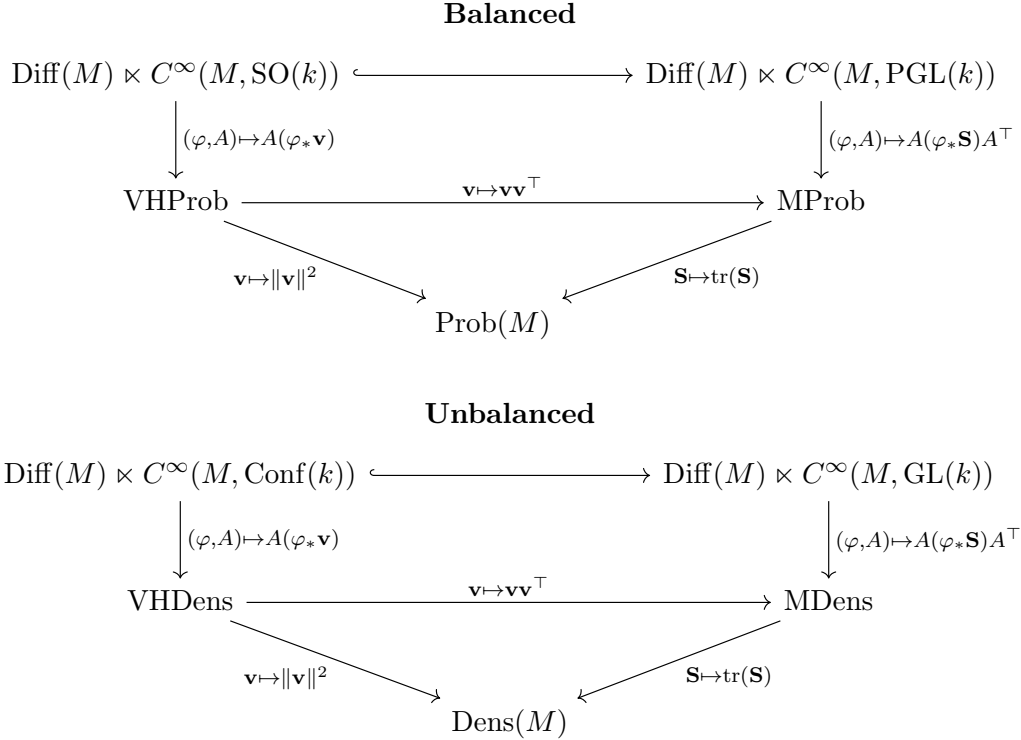 Balanced
Diff(M) ⋉ C^∞(M, SO(k)) Diff(M) ⋉ C^∞(M, PGL(k))
(φ,A)↦A(φ_*𝐯) (φ,A)↦A(φ_*𝐒)A^⊤
VHProb 𝐯↦𝐯𝐯^⊤ MProb
𝐯↦‖𝐯‖² 𝐒↦tr(𝐒)
Prob(M)
Unbalanced
Diff(M) ⋉ C^∞(M, Conf(k)) Diff(M) ⋉ C^∞(M, GL(k))
(φ,A)↦A(φ_*𝐯) (φ,A)↦A(φ_*𝐒)A^⊤
VHDens 𝐯↦𝐯𝐯^⊤ MDens
𝐯↦‖𝐯‖² 𝐒↦tr(𝐒)
Dens(M)